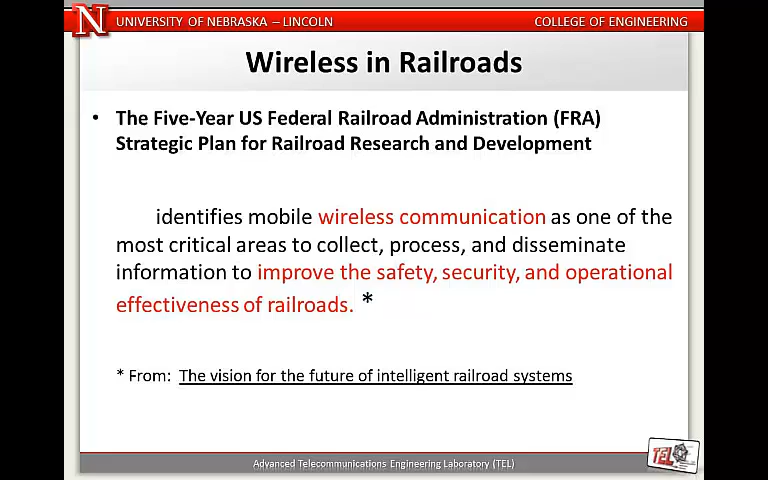 N UNIVERSITY OF NEBRASKA – LINCOLN COLLEGE OF ENGINEERING
Wireless in Railroads
• The Five-Year US Federal Railroad Administration (FRA)
Strategic Plan for Railroad Research and Development
identifies mobile wireless communication as one of the
most critical areas to collect, process, and disseminate
information to improve the safety, security, and operational
effectiveness of railroads. *
* From: The vision for the future of intelligent railroad systems
Advanced Telecommunications Engineering Laboratory (TEL)
TEL